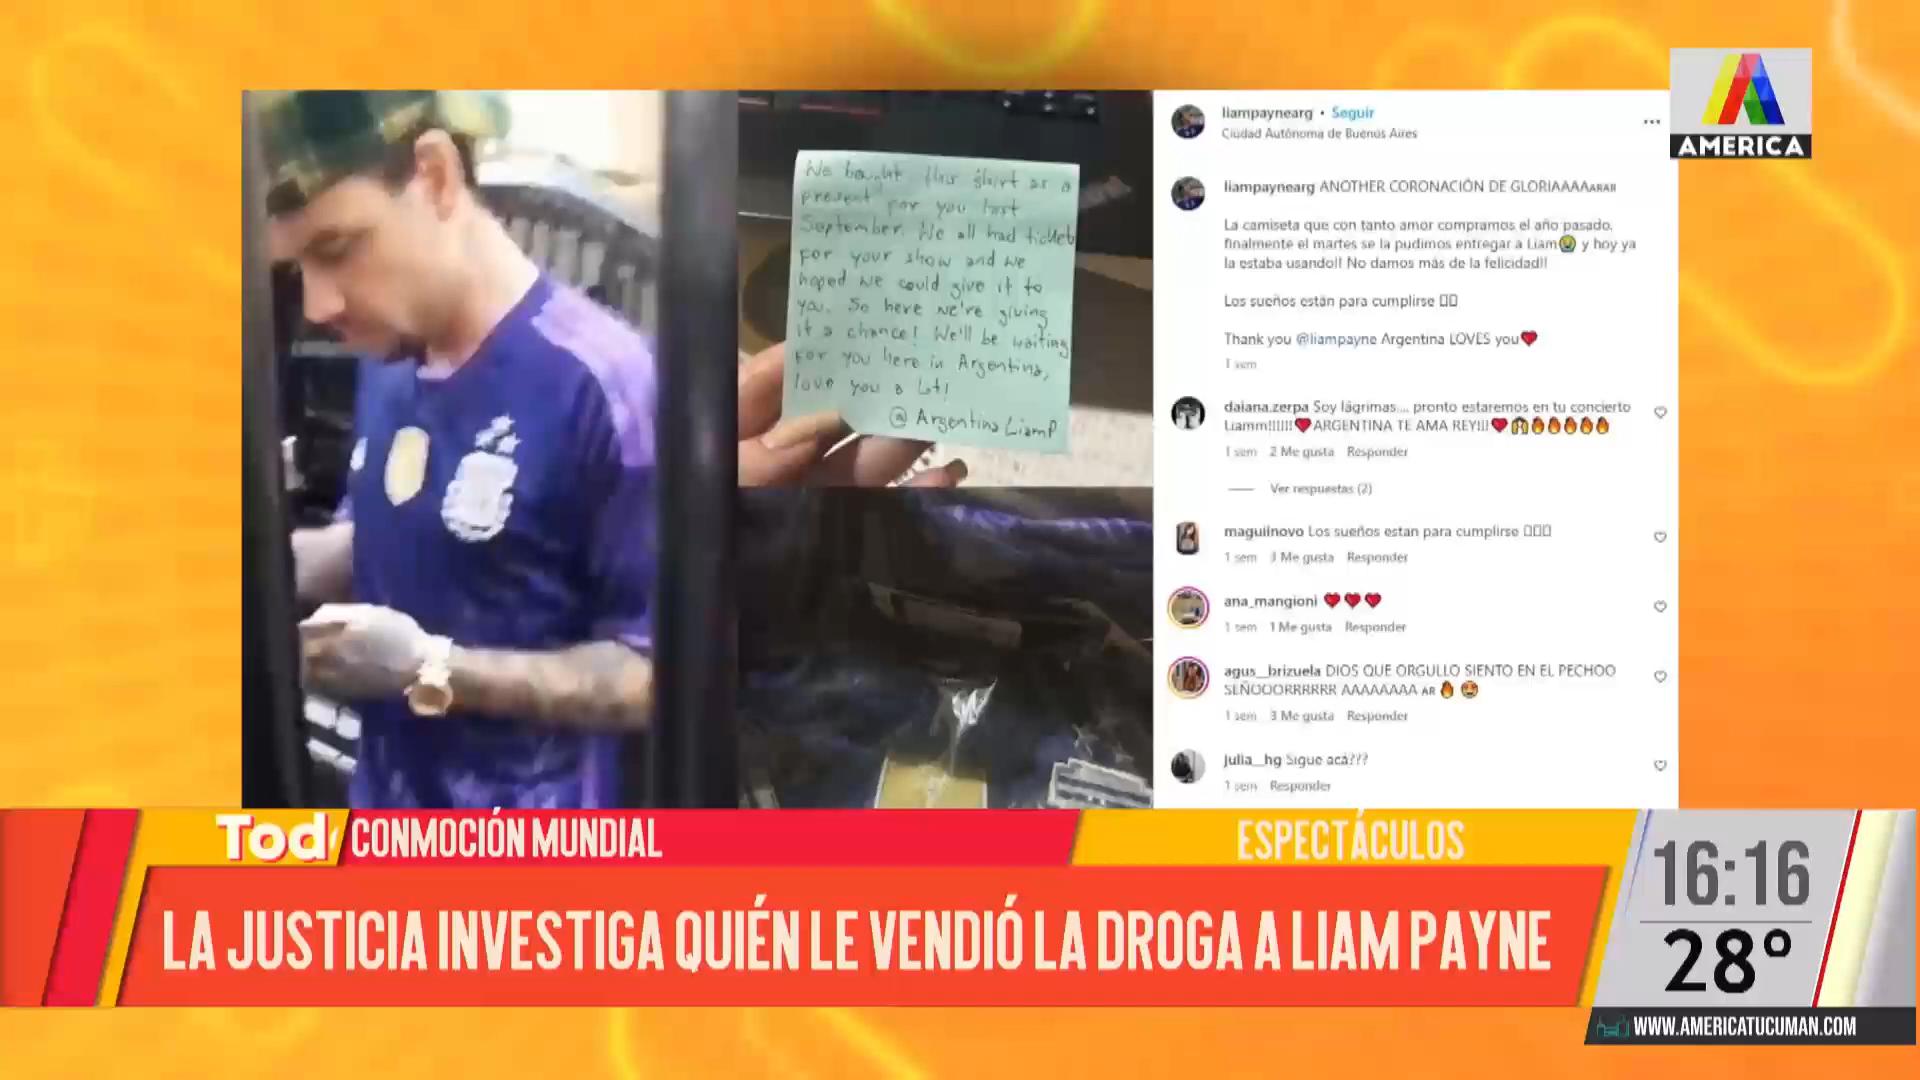 We bought this shirt as a
present for you last
September. We all had tickets
for your show and we
hoped we could give it to
you. So here we're giving
it a chance! We'll be waiting
for you here in Argentina,
love you a lot!
@ArgentinaLiamP
liampaynearg • Seguir
Ciudad Autónoma de Buenos Aires
liampaynearg ANOTHER CORONACIÓN DE GLORIAAAAARAR
La camiseta que con tanto amor compramos el año pasado,
finalmente el martes se la pudimos entregar a Liam😭 y hoy ya
la estaba usando!! No damos más de la felicidad!!
Los sueños están para cumplirse
Thank you @liampayne Argentina LOVES you❤️
1 sem
daiana.zerpa Soy lágrimas.... pronto estaremos en tu concierto
Liamm!!!!!!❤️ARGENTINA TE AMA REY!!!❤️🙌🔥🔥🔥🔥🔥
1 sem 2 Me gusta Responder
Ver respuestas (2)
maguiinovo Los sueños estan para cumplirse
1 sem 3 Me gusta Responder
ana_mangioni ❤️❤️❤️
1 sem 1 Me gusta Responder
agus__brizuela DIOS QUE ORGULLO SIENTO EN EL PECHOO
SEÑOOORRRRRR AAAAAAAA AR 🔥 😍
1 sem 3 Me gusta Responder
julia__hg Sigue acá???
1 sem Responder
AMERICA
Tod
CONMOCIÓN MUNDIAL
ESPECTÁCULOS
LA JUSTICIA INVESTIGA QUIÉN LE VENDIÓ LA DROGA A LIAM PAYNE
16:16
28°
WWW.AMERICATUCUMAN.COM